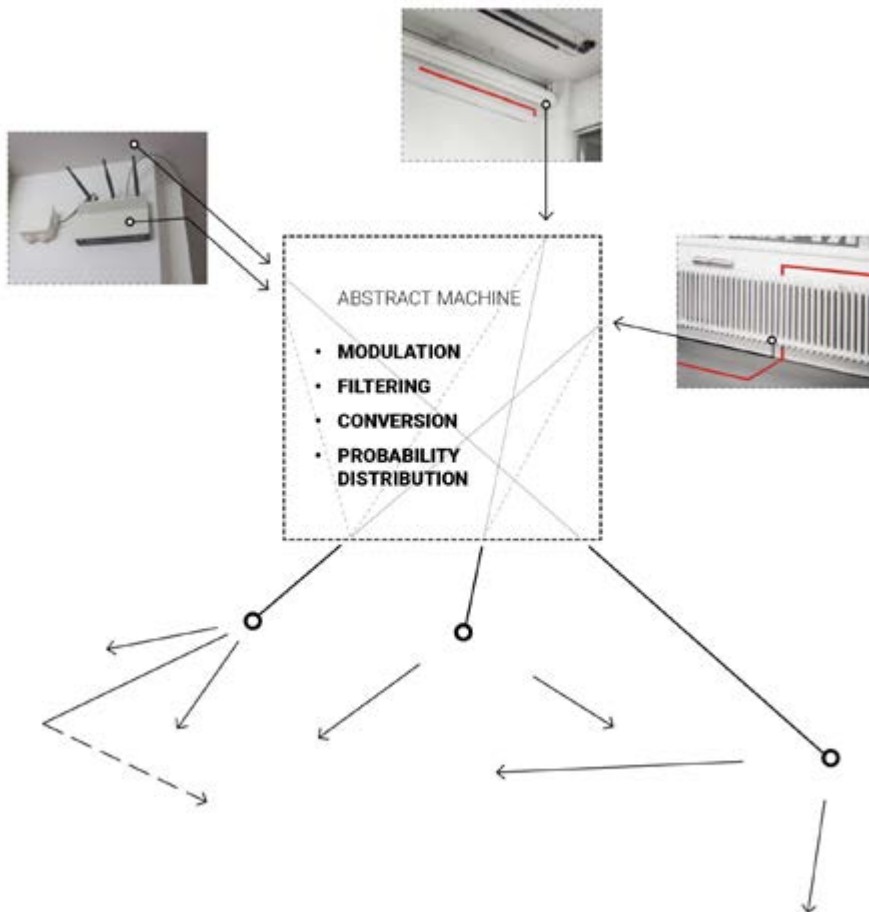 ABSTRACT MACHINE
• MODULATION
• FILTERING
• CONVERSION
• PROBABILITY
DISTRIBUTION